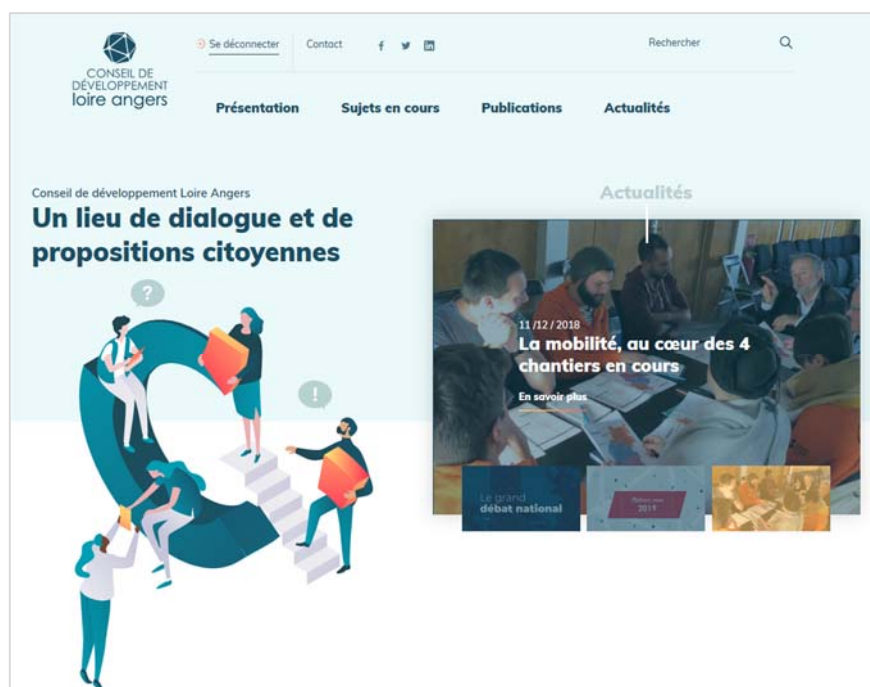 CONSEIL DE
DÉVELOPPEMENT
loire angers
Se déconnecter
Contact
Rechercher
Présentation
Sujets en cours
Publications
Actualités
Conseil de développement Loire Angers
Un lieu de dialogue et de
propositions citoyennes
?
!
Actualités
11 /12 / 2018
La mobilité, au cœur des 4
chantiers en cours
En savoir plus
Le grand
débat national
2019